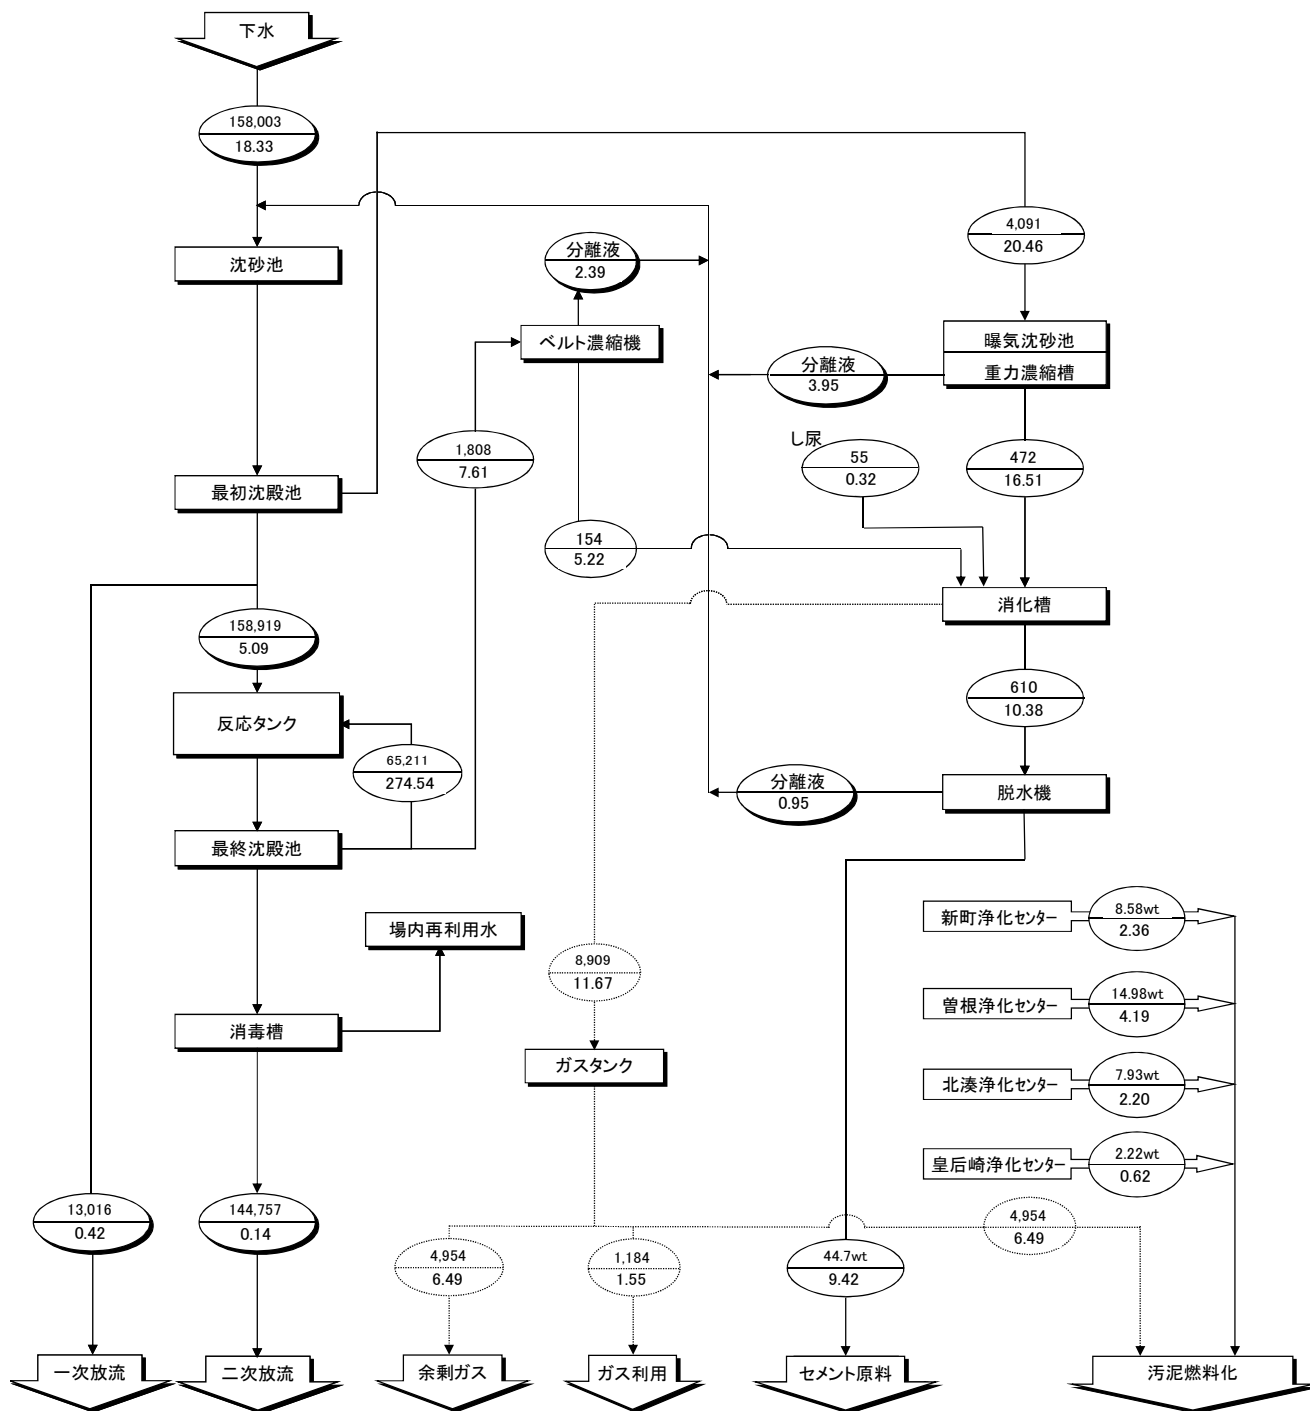 下水
158,003
18.33
4,091
20.46
分離液
2.39
沈砂池
ベルト濃縮機
曝気沈砂池
重力濃縮槽
分離液
3.95
1,808
7.61
し尿
55
0.32
472
16.51
最初沈殿池
154
5.22
消化槽
158,919
5.09
610
10.38
反応タンク
65,211
274.54
分離液
0.95
脱水機
最終沈殿池
新町浄化センター
8.58wt
2.36
場内再利用水
8,909
11.67
曽根浄化センター
14.98wt
4.19
消毒槽
ガスタンク
北湊浄化センター
7.93wt
2.20
皇后崎浄化センター
2.22wt
0.62
13,016
0.42
144,757
0.14
4,954
6.49
1,184
1.55
44.7wt
9.42
4,954
6.49
一次放流
二次放流
余剰ガス
ガス利用
セメント原料
汚泥燃料化